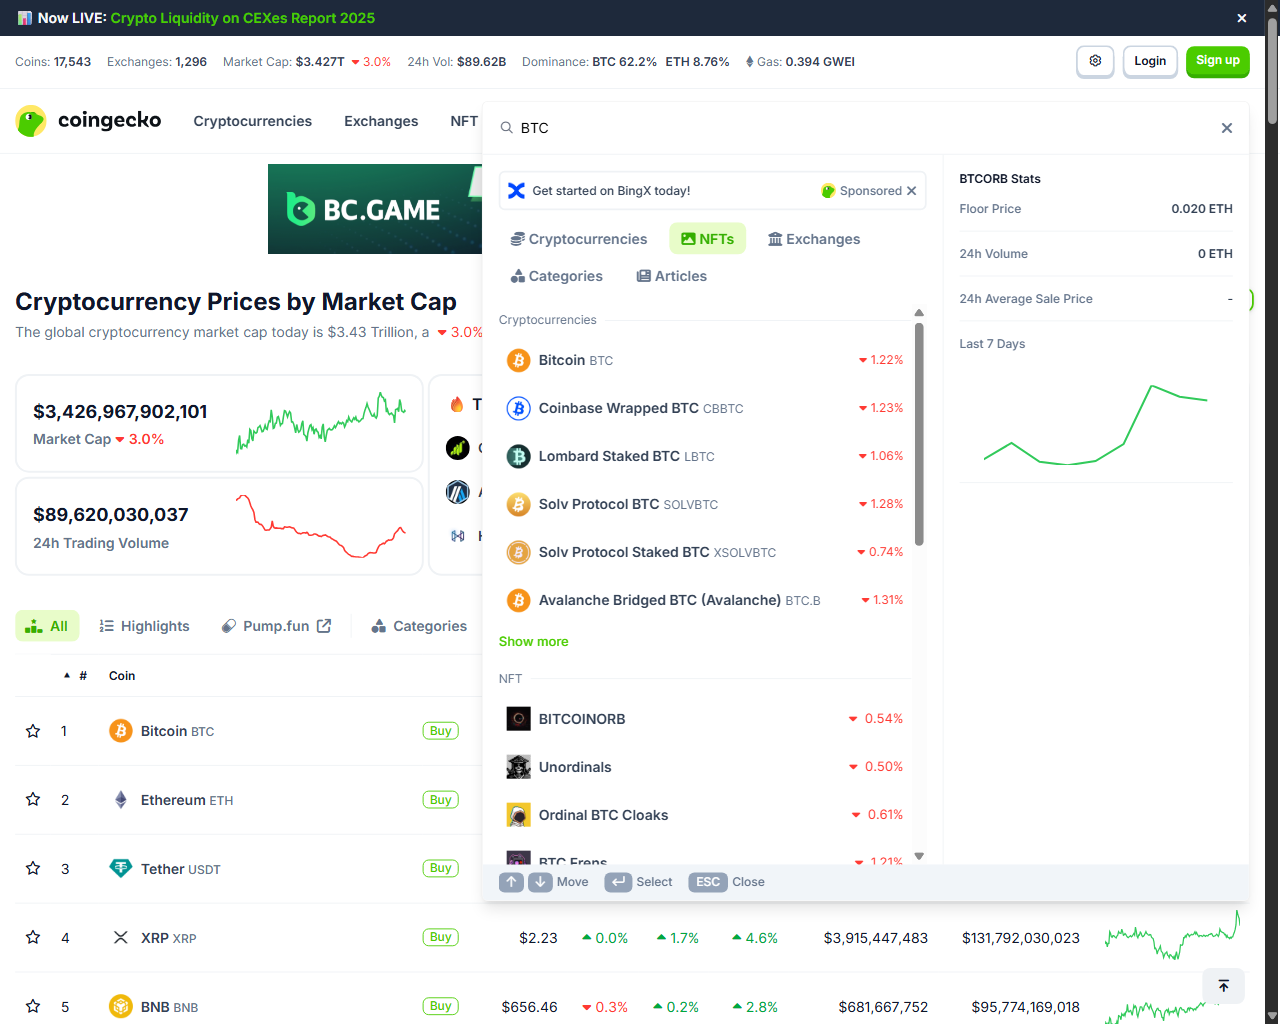 Now LIVE: Crypto Liquidity on CEXes Report 2025
Coins: 17,543 Exchanges: 1,296 Market Cap: $3.427T 3.0% 24h Vol: $89.62B Dominance: BTC 62.2% ETH 8.76% Gas: 0.394 GWEI
Login
Sign up
coingecko
Cryptocurrencies
Exchanges
NFT
BTC
BC.GAME
Get started on BingX today!
Sponsored
Cryptocurrencies
NFTs
Exchanges
Categories
Articles
BTCORB Stats
Floor Price 0.020 ETH
24h Volume 0 ETH
24h Average Sale Price -
Last 7 Days
Cryptocurrency Prices by Market Cap
The global cryptocurrency market cap today is $3.43 Trillion, a 3.0%
$3,426,967,902,101
Market Cap 3.0%
$89,620,030,037
24h Trading Volume
Cryptocurrencies
Bitcoin BTC 1.22%
Coinbase Wrapped BTC CBBTC 1.23%
Lombard Staked BTC LBTC 1.06%
Solv Protocol BTC SOLVBTC 1.28%
Solv Protocol Staked BTC XSOLVBTC 0.74%
Avalanche Bridged BTC (Avalanche) BTC.B 1.31%
Show more
NFT
BITCOINORB 0.54%
Unordinals 0.50%
Ordinal BTC Cloaks 0.61%
BTC Frens 1.21%
Move
Select
ESC Close
All
Highlights
Pump.fun
Categories
# Coin
1 Bitcoin BTC Buy
2 Ethereum ETH Buy
3 Tether USDT Buy
4 XRP XRP Buy $2.23 0.0% 1.7% 4.6% $3,915,447,483 $131,792,030,023
5 BNB BNB Buy $656.46 0.3% 0.2% 2.8% $681,667,752 $95,774,169,018